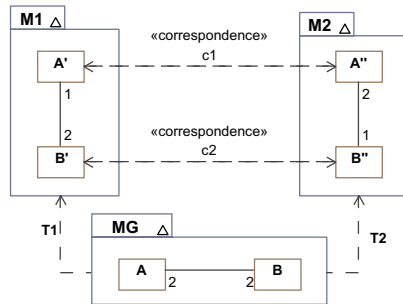 M1
M2
«correspondence»
c1
A'
A"
1
2
2
1
«correspondence»
c2
B'
B"
T1
T2
MG
A
B
2
2